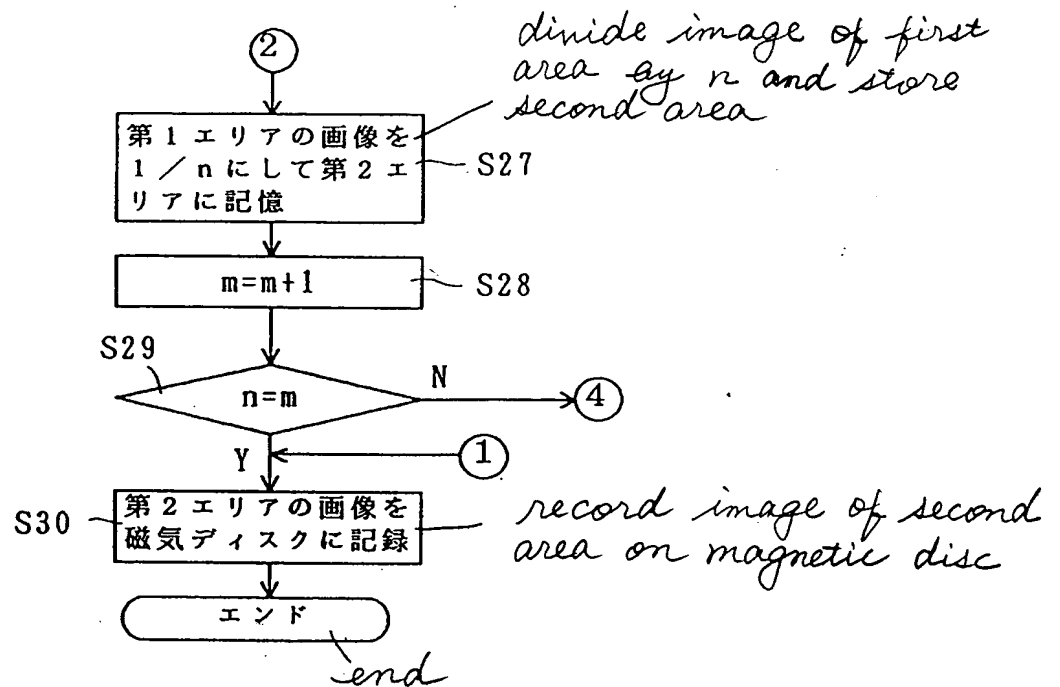 ②
divide image of first
area by n and store
second area
第1エリアの画像を
1／nにして第2エ
リアに記憶
S27
m=m+1
S28
S29
n=m
N
④
Y
①
S30
第2エリアの画像を
磁気ディスクに記録
record image of second
area on magnetic disc
エンド
end